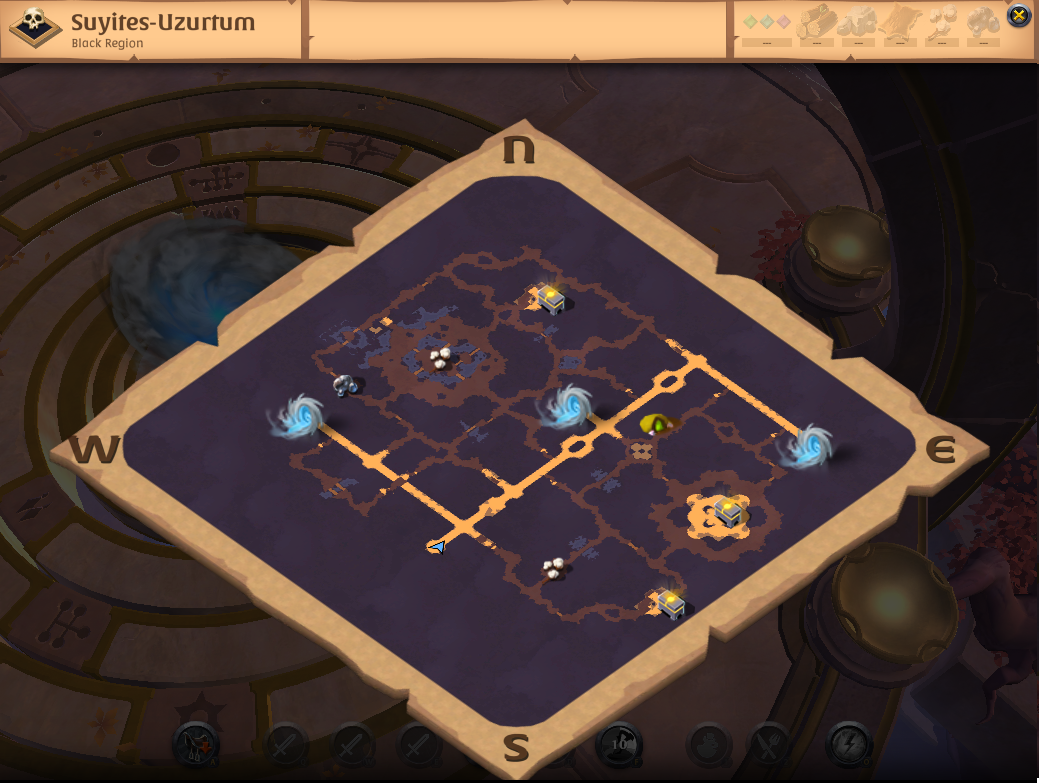 Suyites-Uzurtum
Black Region
--- --- --- --- --- ---
N
W
E
S
10